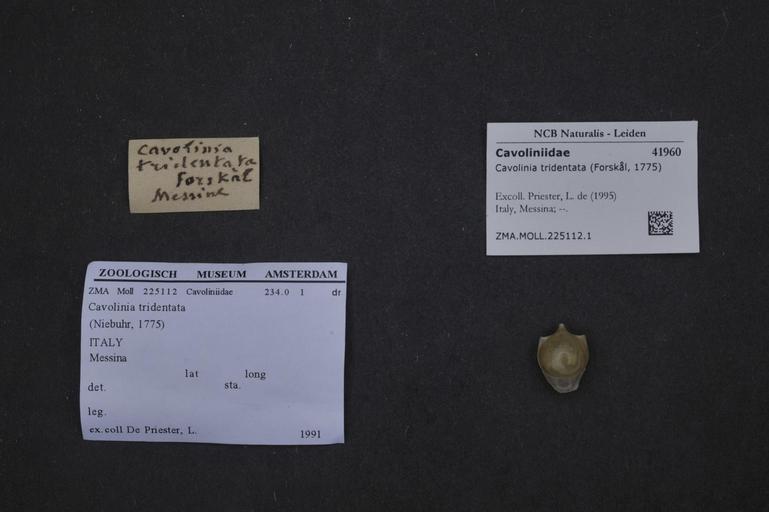 Cavolinia
tridentata
Forskål
Messine
NCB Naturalis - Leiden
Cavoliniidae 41960
Cavolinia tridentata (Forskål, 1775)
Excoll. Priester, L. de (1995)
Italy, Messina; --.
ZMA.MOLL.225112.1
ZOOLOGISCH MUSEUM AMSTERDAM
ZMA Moll 225112 Cavoliniidae 234.0 1 dr
Cavolinia tridentata
(Niebuhr, 1775)
ITALY
Messina
lat long
det. sta.
leg.
ex.coll De Priester, L. 1991